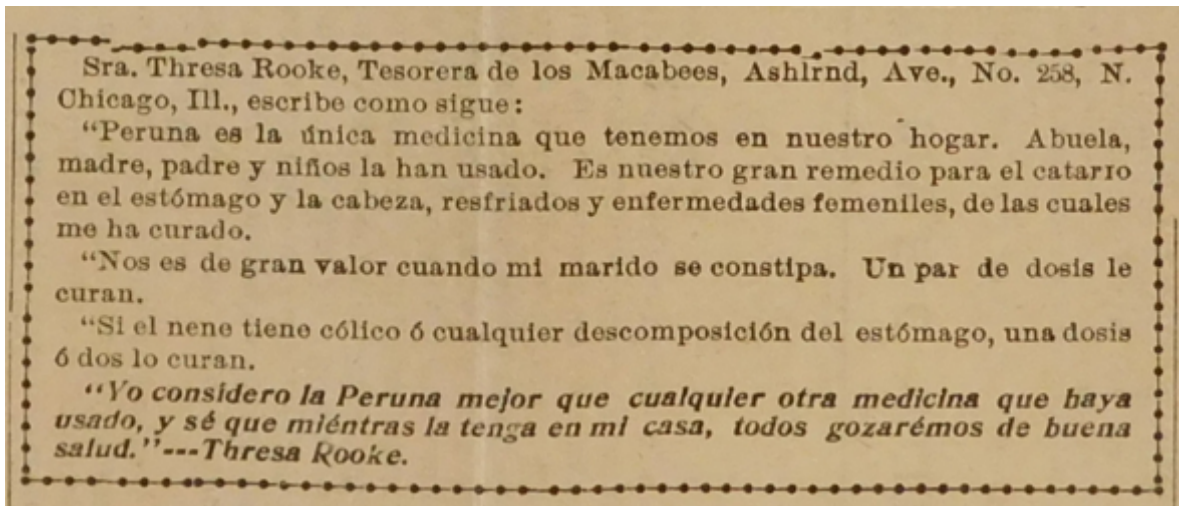 Sra. Thresa Rooke, Tesorera de los Macabees, Ashlrnd, Ave., No. 258, N.
Chicago, Ill., escribe como sigue:
"Peruna es la única medicina que tenemos en nuestro hogar. Abuela,
madre, padre y niños la han usado. Es nuestro gran remedio para el catarro
en el estómago y la cabeza, resfriados y enfermedades femeniles, de las cuales
me ha curado.
"Nos es de gran valor cuando mi marido se constipa. Un par de dosis le
curan.
"Si el nene tiene cólico ó cualquier descomposición del estómago, una dosis
ó dos lo curan.
"Yo considero la Peruna mejor que cualquier otra medicina que haya
usado, y sé que miéntras la tenga en mi casa, todos gozarémos de buena
salud."---Thresa Rooke.